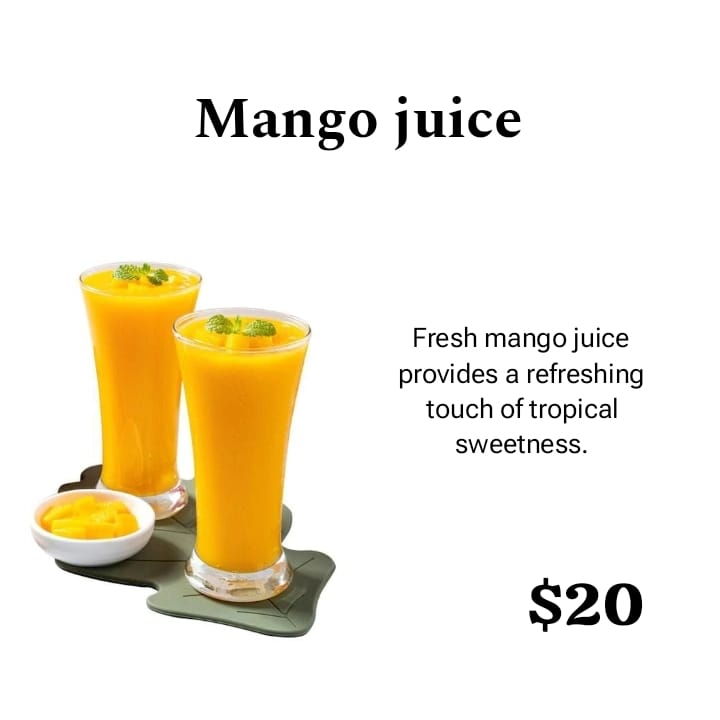 Mango juice
Fresh mango juice
provides a refreshing
touch of tropical
sweetness.
$20